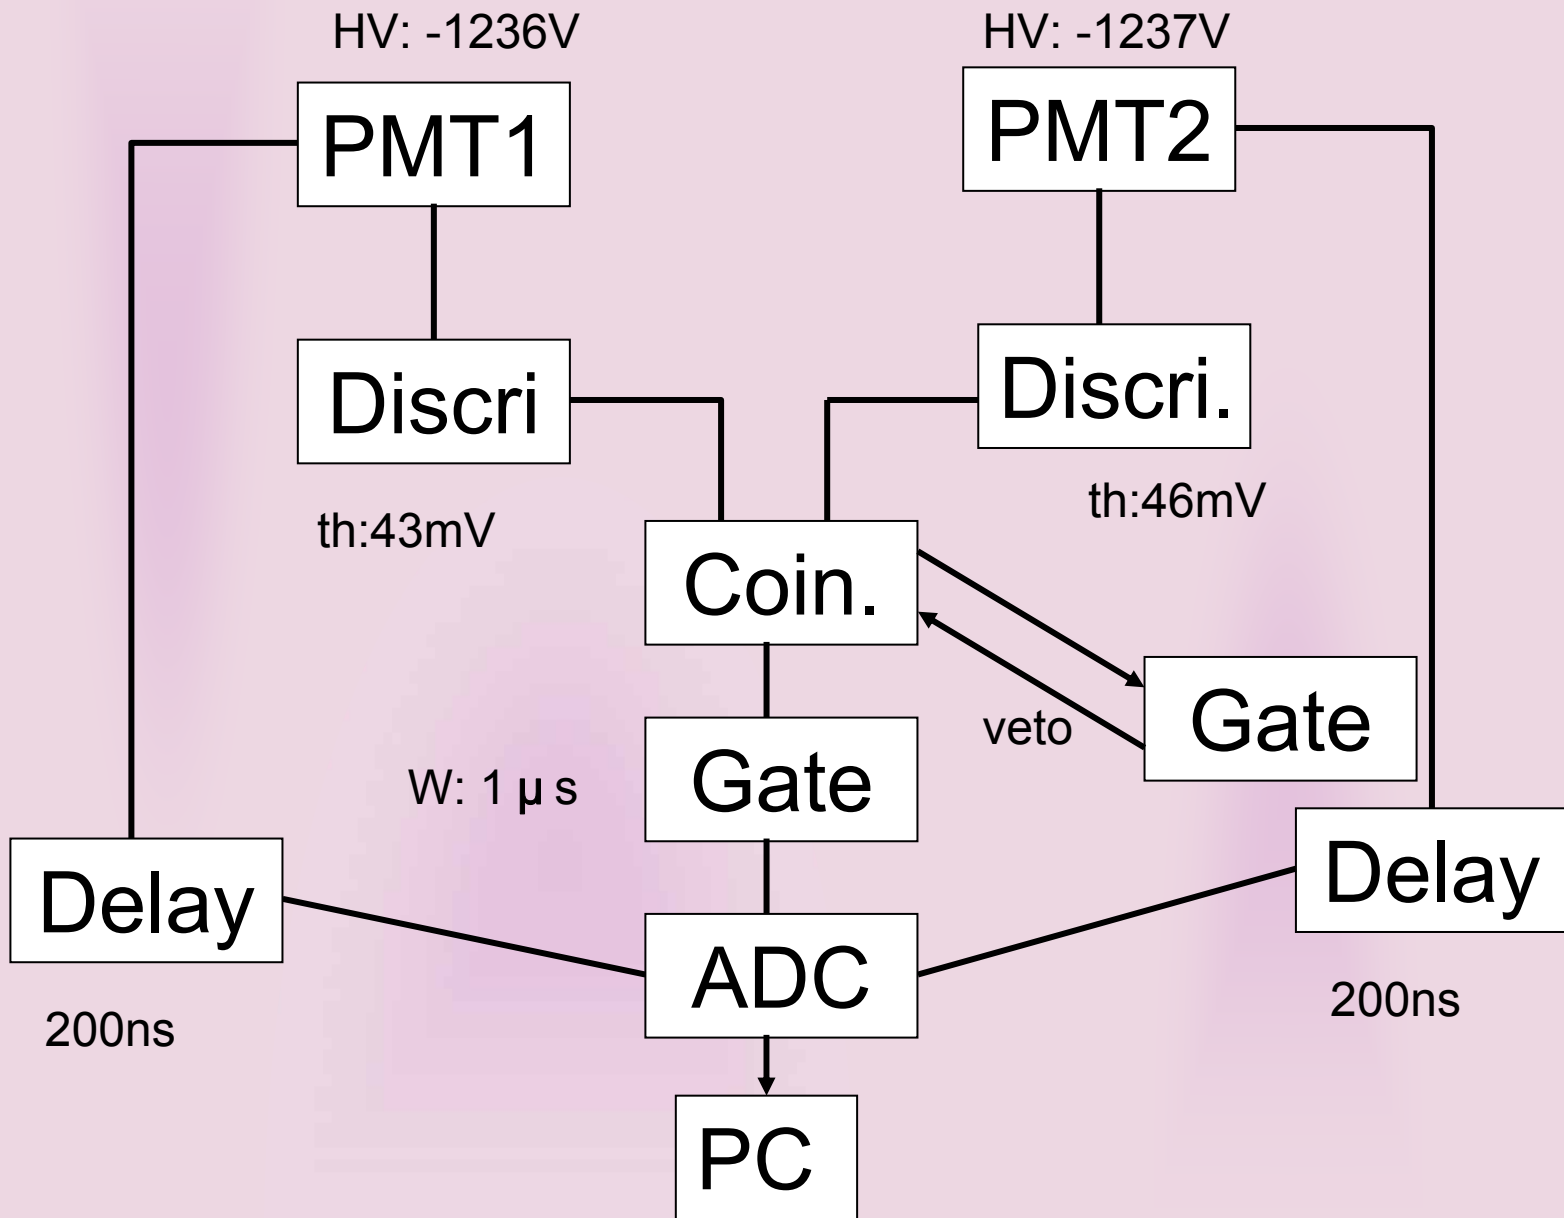 HV: -1236V
HV: -1237V
PMT1
PMT2
Discri
Discri.
th:43mV
th:46mV
Coin.
Gate
veto
W: 1μs
Gate
Delay
Delay
ADC
200ns
200ns
PC